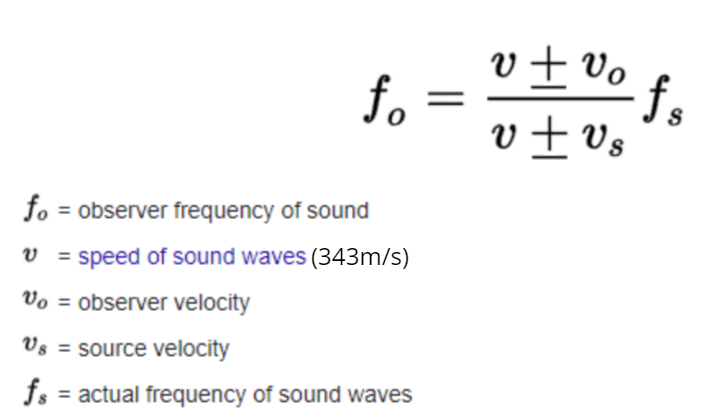 fₒ = (v ± vₒ)/(v ± vₛ) fₛ
fₒ = observer frequency of sound
v = speed of sound waves (343m/s)
vₒ = observer velocity
vₛ = source velocity
fₛ = actual frequency of sound waves